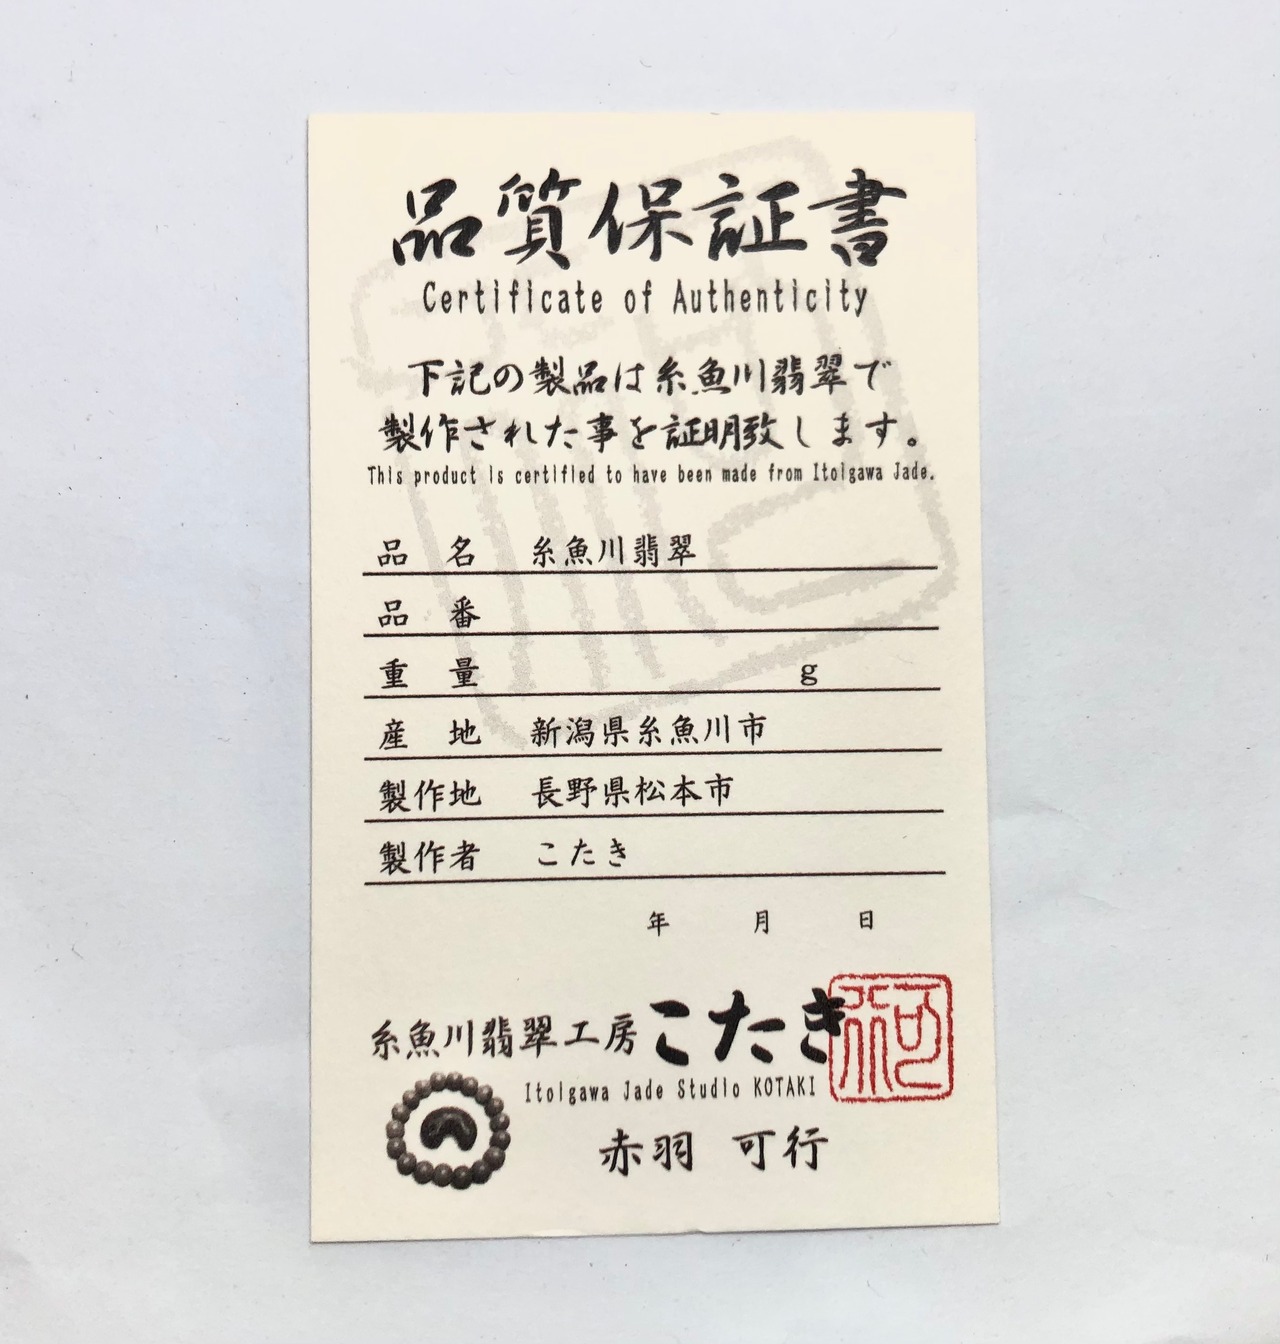 品質保証書
Certificate of Authenticity
下記の製品は糸魚川翡翠で
製作された事を証明致します。
This product is certified to have been made from Itoigawa Jade.
品 名 糸魚川翡翠
品 番
重 量 g
産 地 新潟県糸魚川市
製作地 長野県松本市
製作者 こたき
年 月 日
糸魚川翡翠工房 こたき
Itoigawa Jade Studio KOTAKI
赤羽 可行